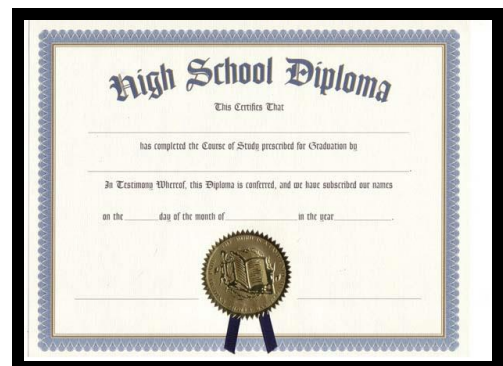 High School Diploma
This Certifies That
has completed the Course of Study prescribed for Graduation by
In Testimony Whereof, this Diploma is conferred, and we have subscribed our names
on the day of the month of in the year .